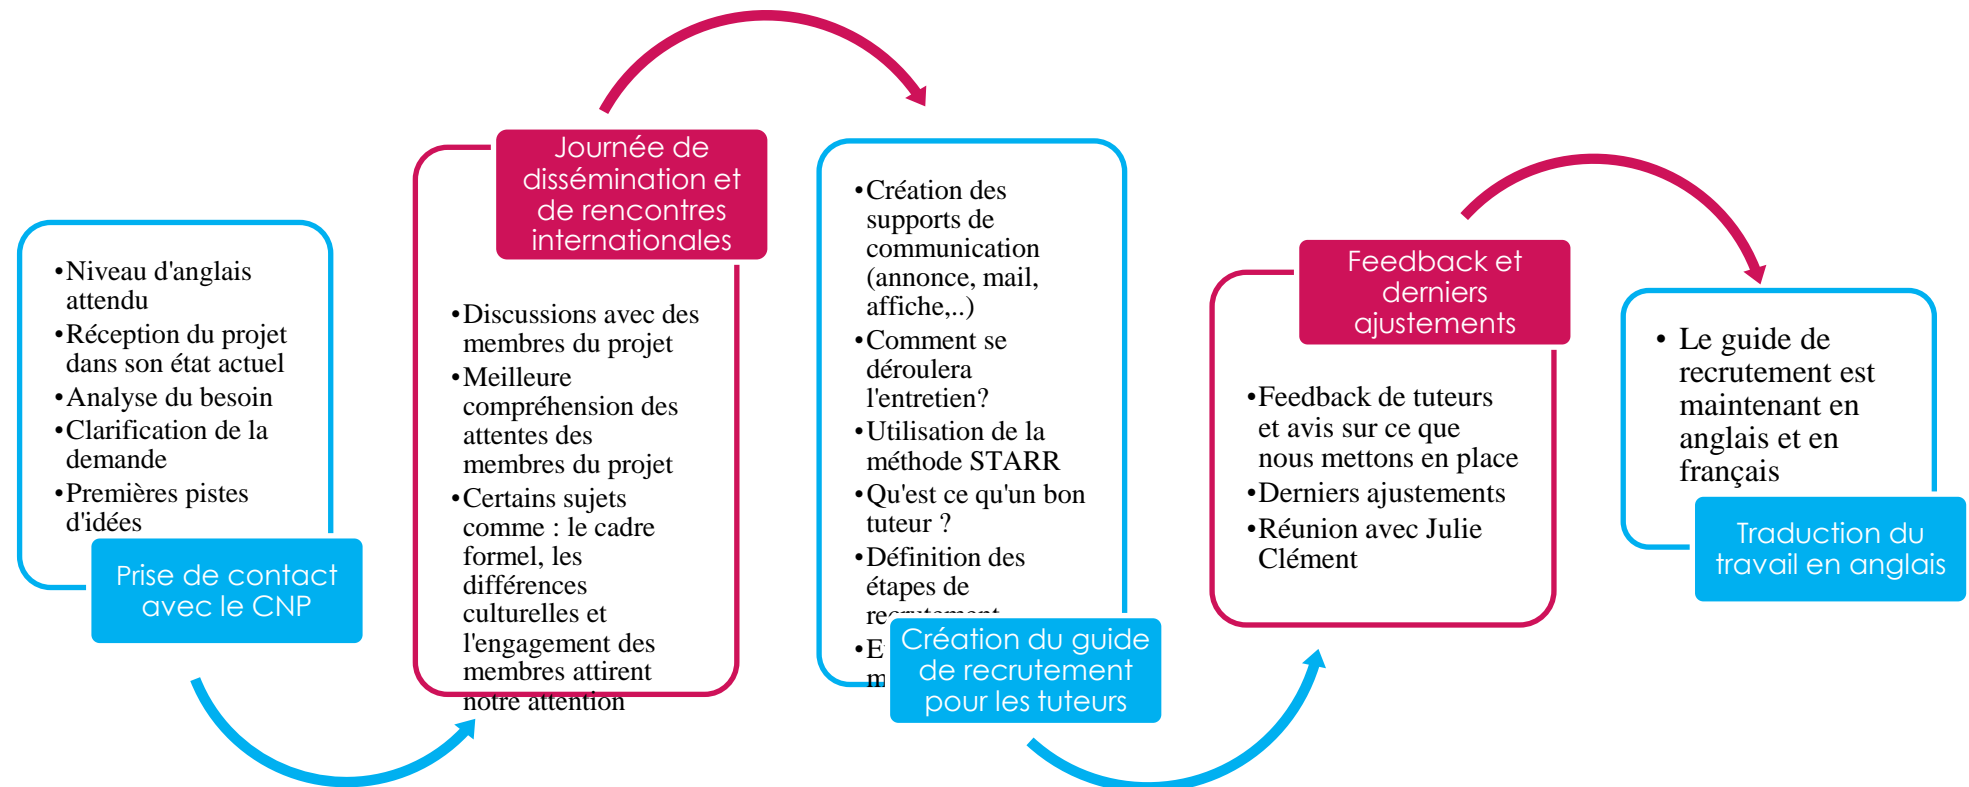 •Niveau d'anglais
attendu
•Réception du projet
dans son état actuel
•Analyse du besoin
•Clarification de la
demande
•Premières pistes
d'idées
Prise de contact
avec le CNP
Journée de
dissémination et
de rencontres
internationales
•Discussions avec des
membres du projet
•Meilleure
compréhension des
attentes des
membres du projet
•Certains sujets
comme : le cadre
formel, les
différences
culturelles et
l'engagement des
membres attirent
notre attention
•Création des
supports de
communication
(annonce, mail,
affiche,..)
•Comment se
déroulera
l'entretien?
•Utilisation de la
méthode STARR
•Qu'est ce qu'un bon
tuteur ?
•Définition des
étapes de
recrutement
Création du guide
de recrutement
pour les tuteurs
Feedback et
derniers
ajustements
•Feedback de tuteurs
et avis sur ce que
nous mettons en place
•Derniers ajustements
•Réunion avec Julie
Clément
• Le guide de
recrutement est
maintenant en
anglais et en
français
Traduction du
travail en anglais